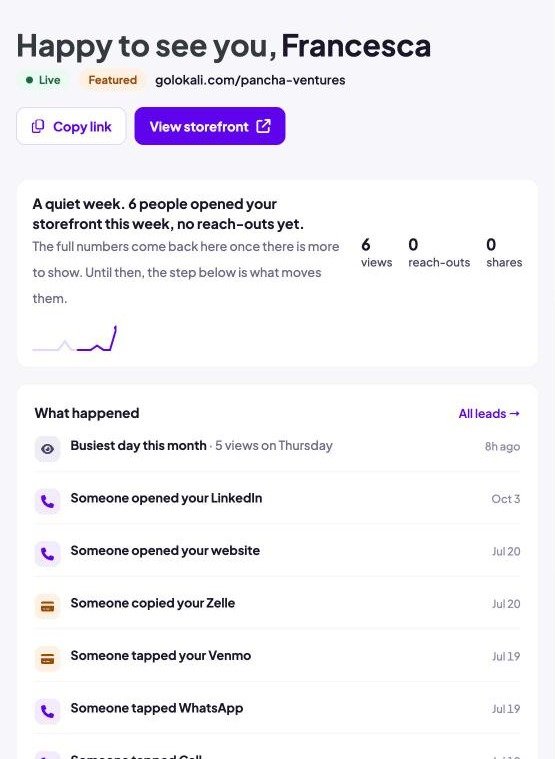 Happy to see you, Francesca
Live Featured golokali.com/pancha-ventures
Copy link View storefront
A quiet week. 6 people opened your
storefront this week, no reach-outs yet.
The full numbers come back here once there is more
to show. Until then, the step below is what moves
them.
6 0 0
views reach-outs shares
What happened All leads →
Busiest day this month · 5 views on Thursday 8h ago
Someone opened your LinkedIn Oct 3
Someone opened your website Jul 20
Someone copied your Zelle Jul 20
Someone tapped your Venmo Jul 19
Someone tapped WhatsApp Jul 19